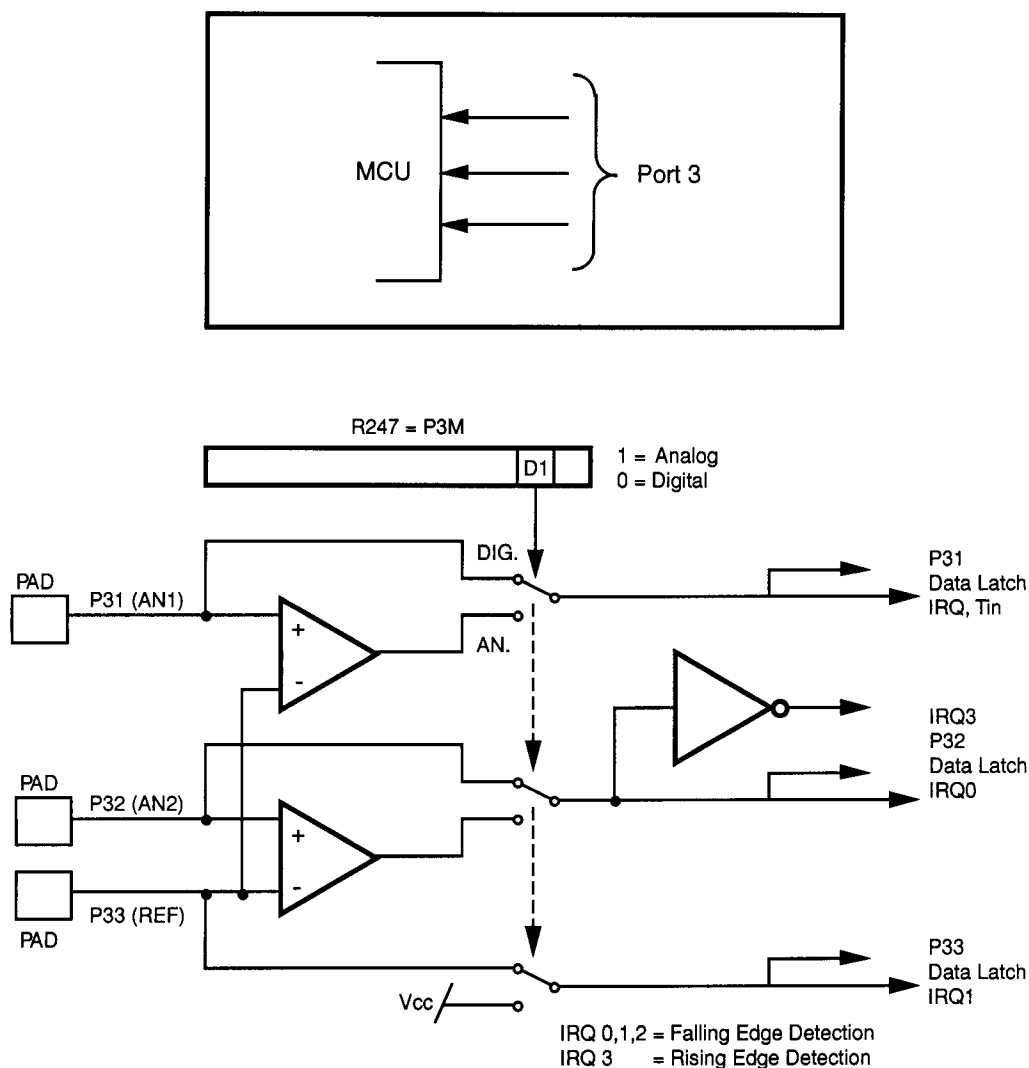 MCU
Port 3
R247 = P3M
D1
1 = Analog
0 = Digital
DIG.
PAD
P31 (AN1)
+
-
AN.
P31
Data Latch
IRQ, Tin
IRQ3
PAD
P32 (AN2)
+
-
P32
Data Latch
IRQ0
P33 (REF)
PAD
P33
Data Latch
IRQ1
Vcc
IRQ 0,1,2 = Falling Edge Detection
IRQ 3 = Rising Edge Detection